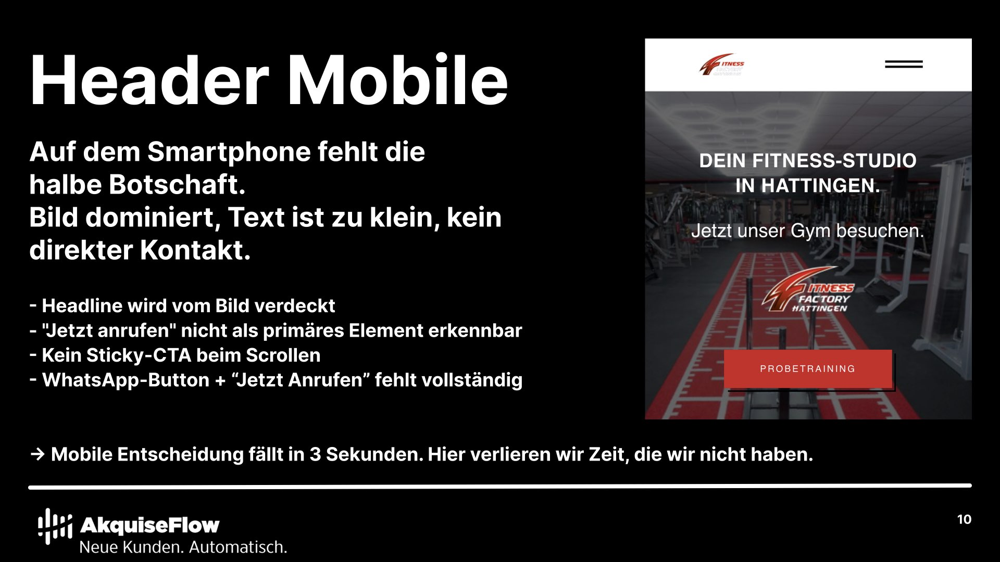 Header Mobile
Auf dem Smartphone fehlt die
halbe Botschaft.
Bild dominiert, Text ist zu klein, kein
direkter Kontakt.
- Headline wird vom Bild verdeckt
- "Jetzt anrufen" nicht als primäres Element erkennbar
- Kein Sticky-CTA beim Scrollen
- WhatsApp-Button + “Jetzt Anrufen” fehlt vollständig
ITNESS
FACTORY
HATTINGEN
DEIN FITNESS-STUDIO
IN HATTINGEN.
Jetzt unser Gym besuchen.
ITNESS
FACTORY
HATTINGEN
PROBETRAINING
→ Mobile Entscheidung fällt in 3 Sekunden. Hier verlieren wir Zeit, die wir nicht haben.
AkquiseFlow
Neue Kunden. Automatisch.
10